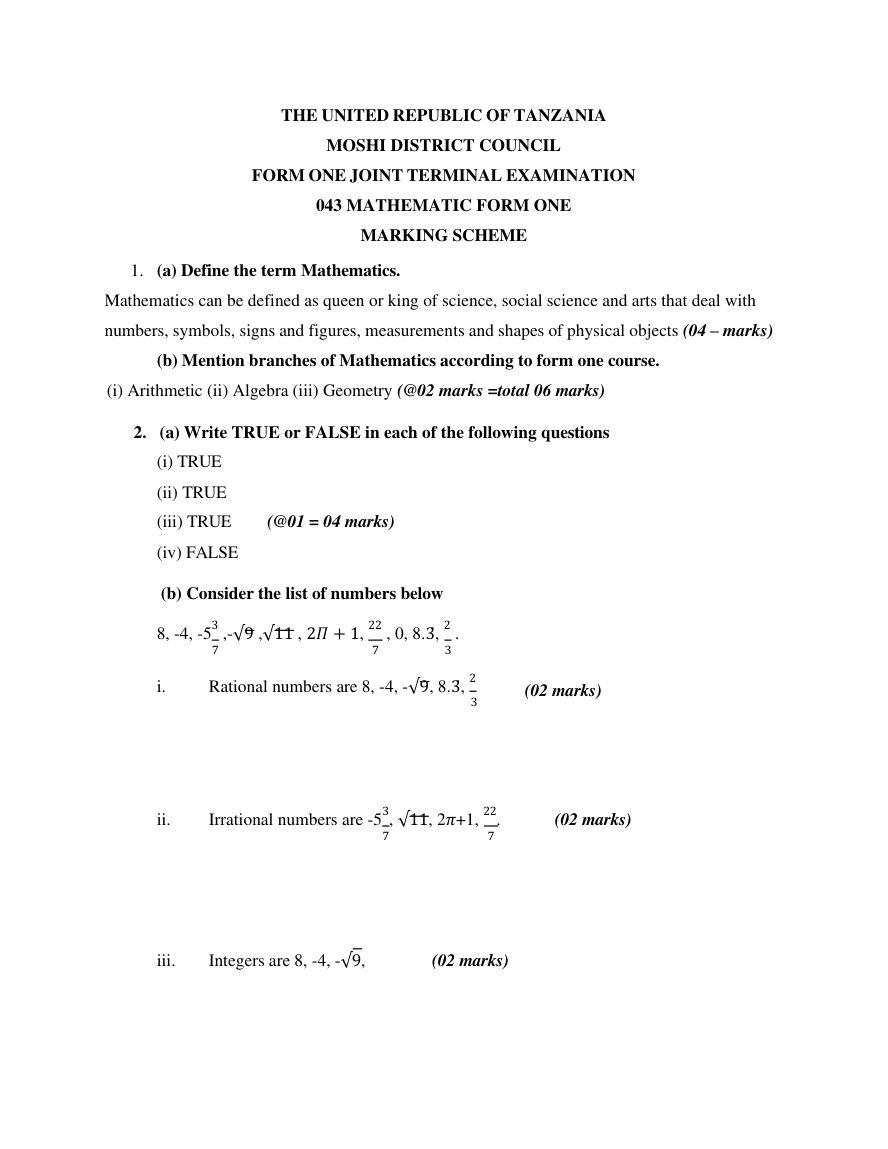 THE UNITED REPUBLIC OF TANZANIA
MOSHI DISTRICT COUNCIL
FORM ONE JOINT TERMINAL EXAMINATION
043 MATHEMATIC FORM ONE
MARKING SCHEME
1. (a) Define the term Mathematics.
Mathematics can be defined as queen or king of science, social science and arts that deal with
numbers, symbols, signs and figures, measurements and shapes of physical objects (04 – marks)
(b) Mention branches of Mathematics according to form one course.
(i) Arithmetic (ii) Algebra (iii) Geometry (@02 marks =total 06 marks)
2. (a) Write TRUE or FALSE in each of the following questions
(i) TRUE
(ii) TRUE
(iii) TRUE (@01 = 04 marks)
(iv) FALSE
(b) Consider the list of numbers below
8, -4, -5 3/7 ,-√9 ,√11 , 2Π + 1, 22/7 , 0, 8.3, 2/3 .
i. Rational numbers are 8, -4, -√9, 8.3, 2/3 (02 marks)
ii. Irrational numbers are -5 3/7, √11, 2π+1, 22/7. (02 marks)
iii. Integers are 8, -4, -√9, (02 marks)